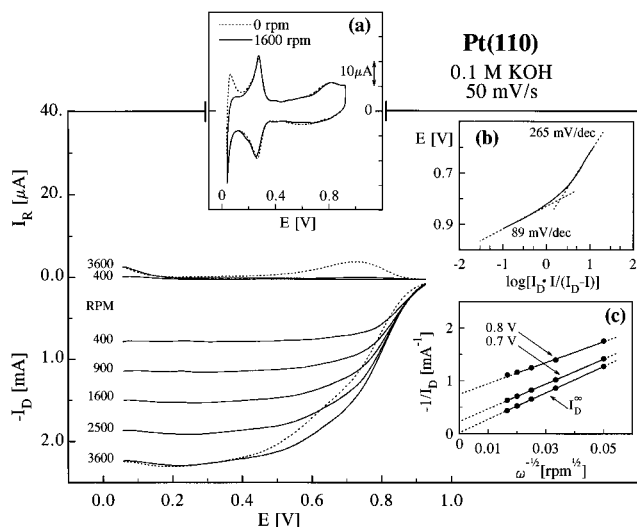 (a)
0 rpm
1600 rpm
10μA
0
0 0.4 0.8
E [V]
Pt(110)
0.1 M KOH
50 mV/s
40.
20.
0.0
I_R [μA]
3600
400
RPM
400
900
1600
2500
3600
1.0
2.0
-I_D [mA]
0.0 0.2 0.4 0.6 0.8 1.0
E [V]
(b)
E [V]
0.7
0.9
265 mV/dec
89 mV/dec
-2 -1 0 1 2
log[I_D·I/(I_D-I)]
(c)
0.8 V
0.7 V
I_D^∞
-1/I_D [mA⁻¹]
2
1
0
0 0.01 0.03 0.05
ω^-½ [rpm^½]